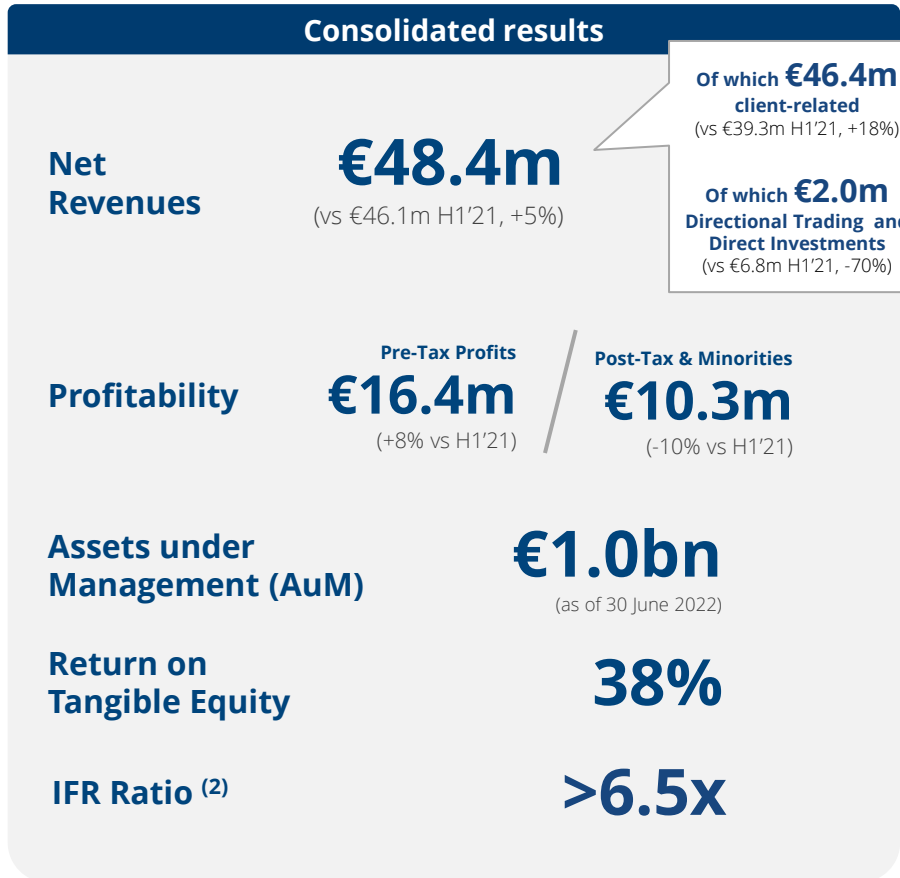 Consolidated results
Net
Revenues
€48.4m
(vs €46.1m H1’21, +5%)
Of which €46.4m
client-related
(vs €39.3m H1’21, +18%)
Of which €2.0m
Directional Trading and
Direct Investments
(vs €6.8m H1’21, -70%)
Profitability
Pre-Tax Profits
€16.4m
(+8% vs H1’21)
Post-Tax & Minorities
€10.3m
(-10% vs H1’21)
Assets under
Management (AuM)
€1.0bn
(as of 30 June 2022)
Return on
Tangible Equity
38%
IFR Ratio (2)
>6.5x